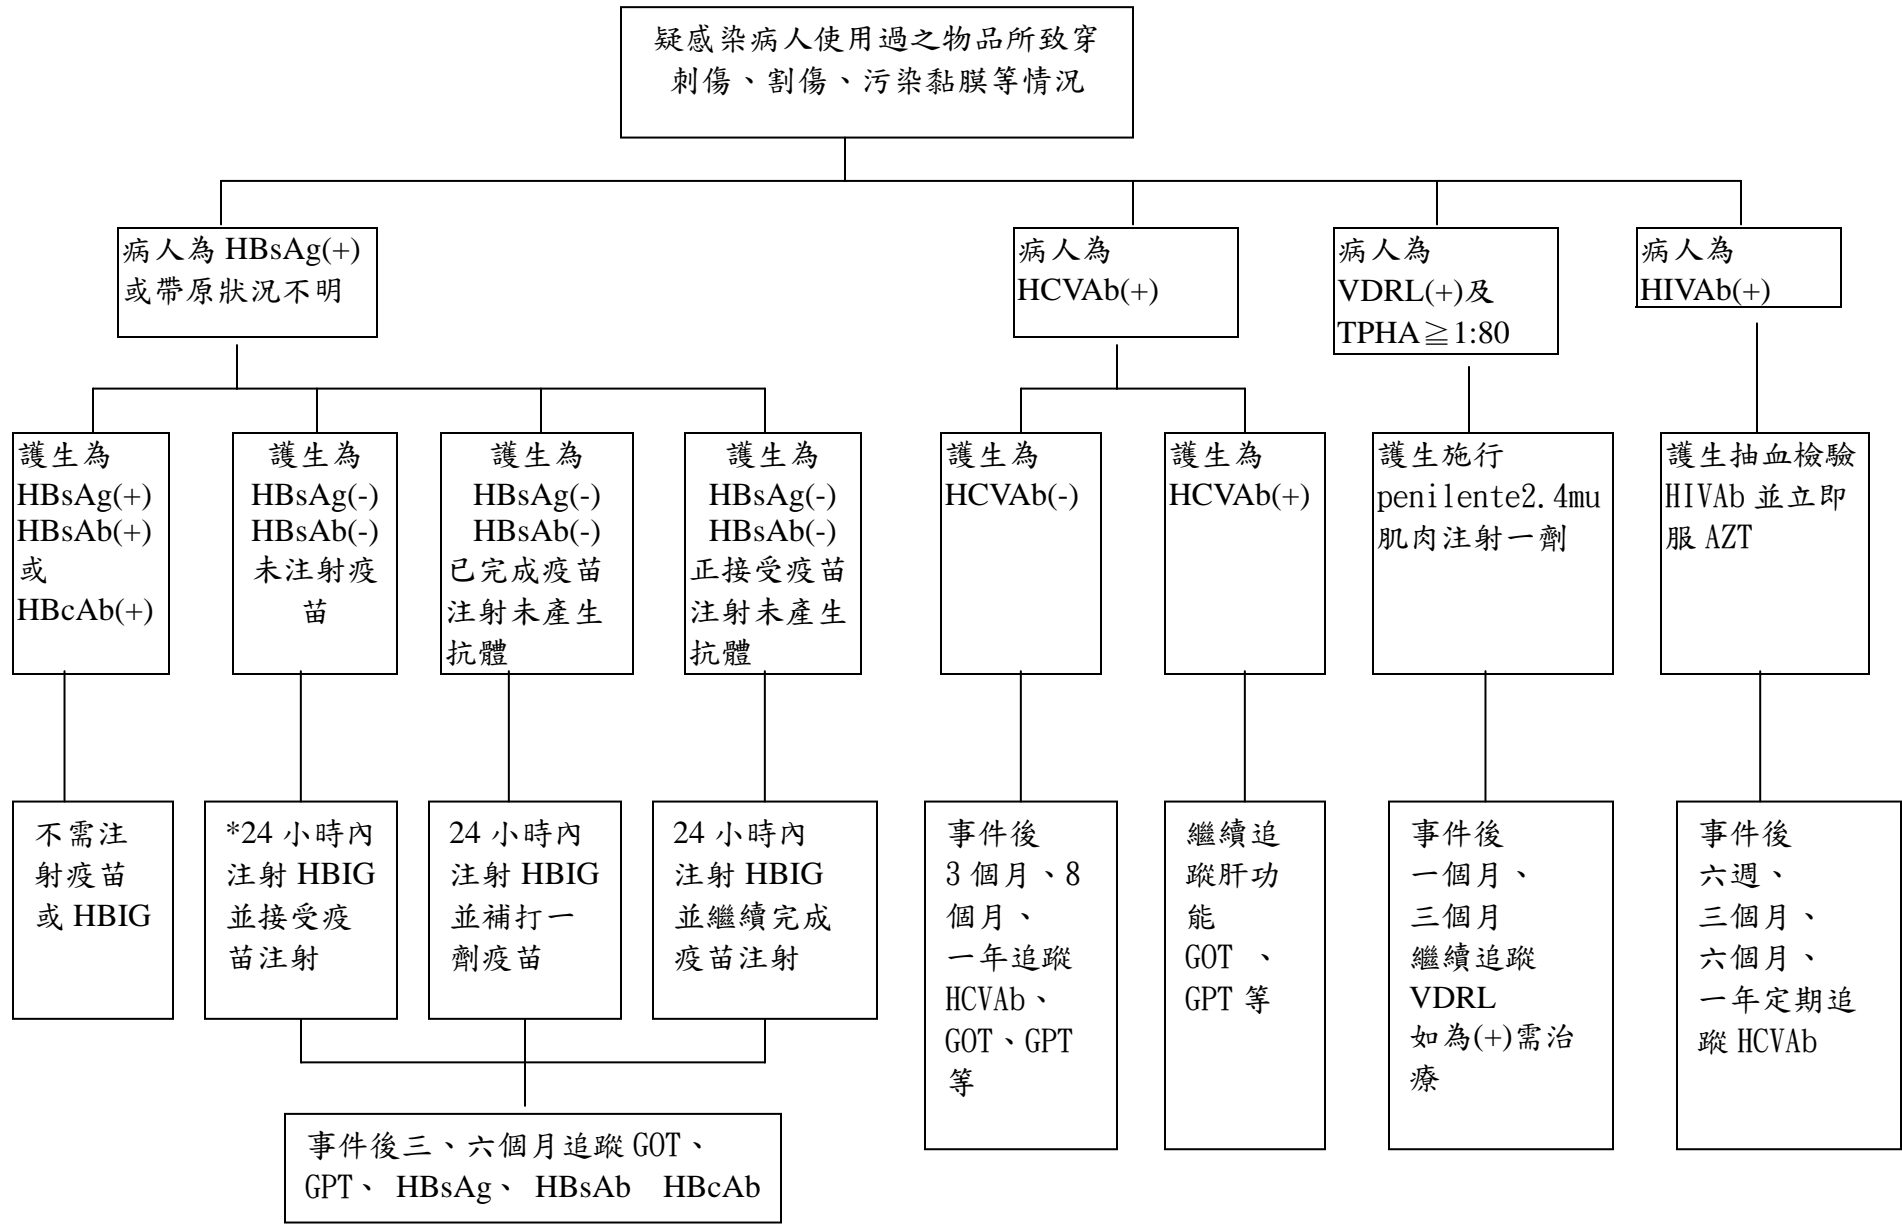 疑感染病人使用過之物品所致穿
刺傷、割傷、污染黏膜等情況
病人為 HBsAg(+)
或帶原狀況不明
病人為
HCVAb(+)
病人為
VDRL(+)及
TPHA≧1:80
病人為
HIVAb(+)
護生為
HBsAg(+)
HBsAb(+)
或
HBcAb(+)
護生為
HBsAg(-)
HBsAb(-)
未注射疫
苗
護生為
HBsAg(-)
HBsAb(-)
已完成疫苗
注射未產生
抗體
護生為
HBsAg(-)
HBsAb(-)
正接受疫苗
注射未產生
抗體
護生為
HCVAb(-)
護生為
HCVAb(+)
護生施行
penilente2.4mu
肌肉注射一劑
護生抽血檢驗
HIVAb 並立即
服 AZT
不需注
射疫苗
或 HBIG
*24 小時內
注射 HBIG
並接受疫
苗注射
24 小時內
注射 HBIG
並補打一
劑疫苗
24 小時內
注射 HBIG
並繼續完成
疫苗注射
事件後
3 個月、8
個月、
一年追蹤
HCVAb、
GOT、GPT
等
繼續追
蹤肝功
能
GOT 、
GPT 等
事件後
一個月、
三個月
繼續追蹤
VDRL
如為(+)需治
療
事件後
六週、
三個月、
六個月、
一年定期追
蹤 HCVAb
事件後三、六個月追蹤 GOT、
GPT、 HBsAg、 HBsAb HBcAb